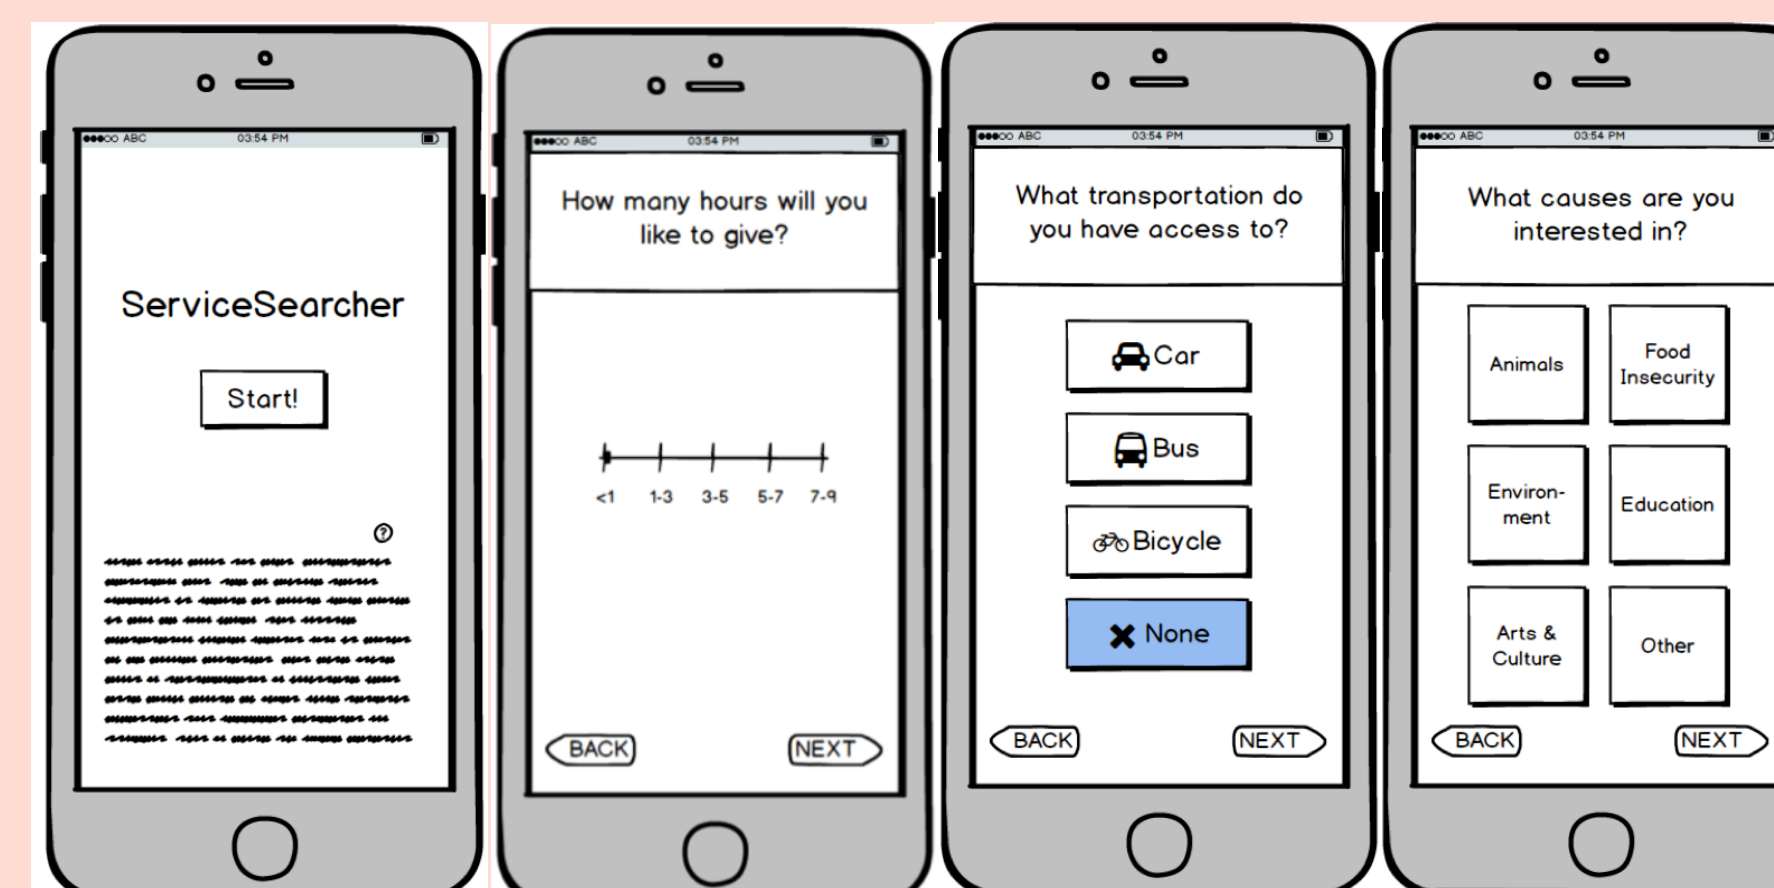 ABC 03:54 PM
ServiceSearcher
Start!
?
ABC 03:54 PM
How many hours will you
like to give?
<1 1-3 3-5 5-7 7-9
BACK NEXT
ABC 03:54 PM
What transportation do
you have access to?
Car
Bus
Bicycle
None
BACK NEXT
ABC 03:54 PM
What causes are you
interested in?
Animals
Food
Insecurity
Environ-
ment
Education
Arts &
Culture
Other
BACK NEXT